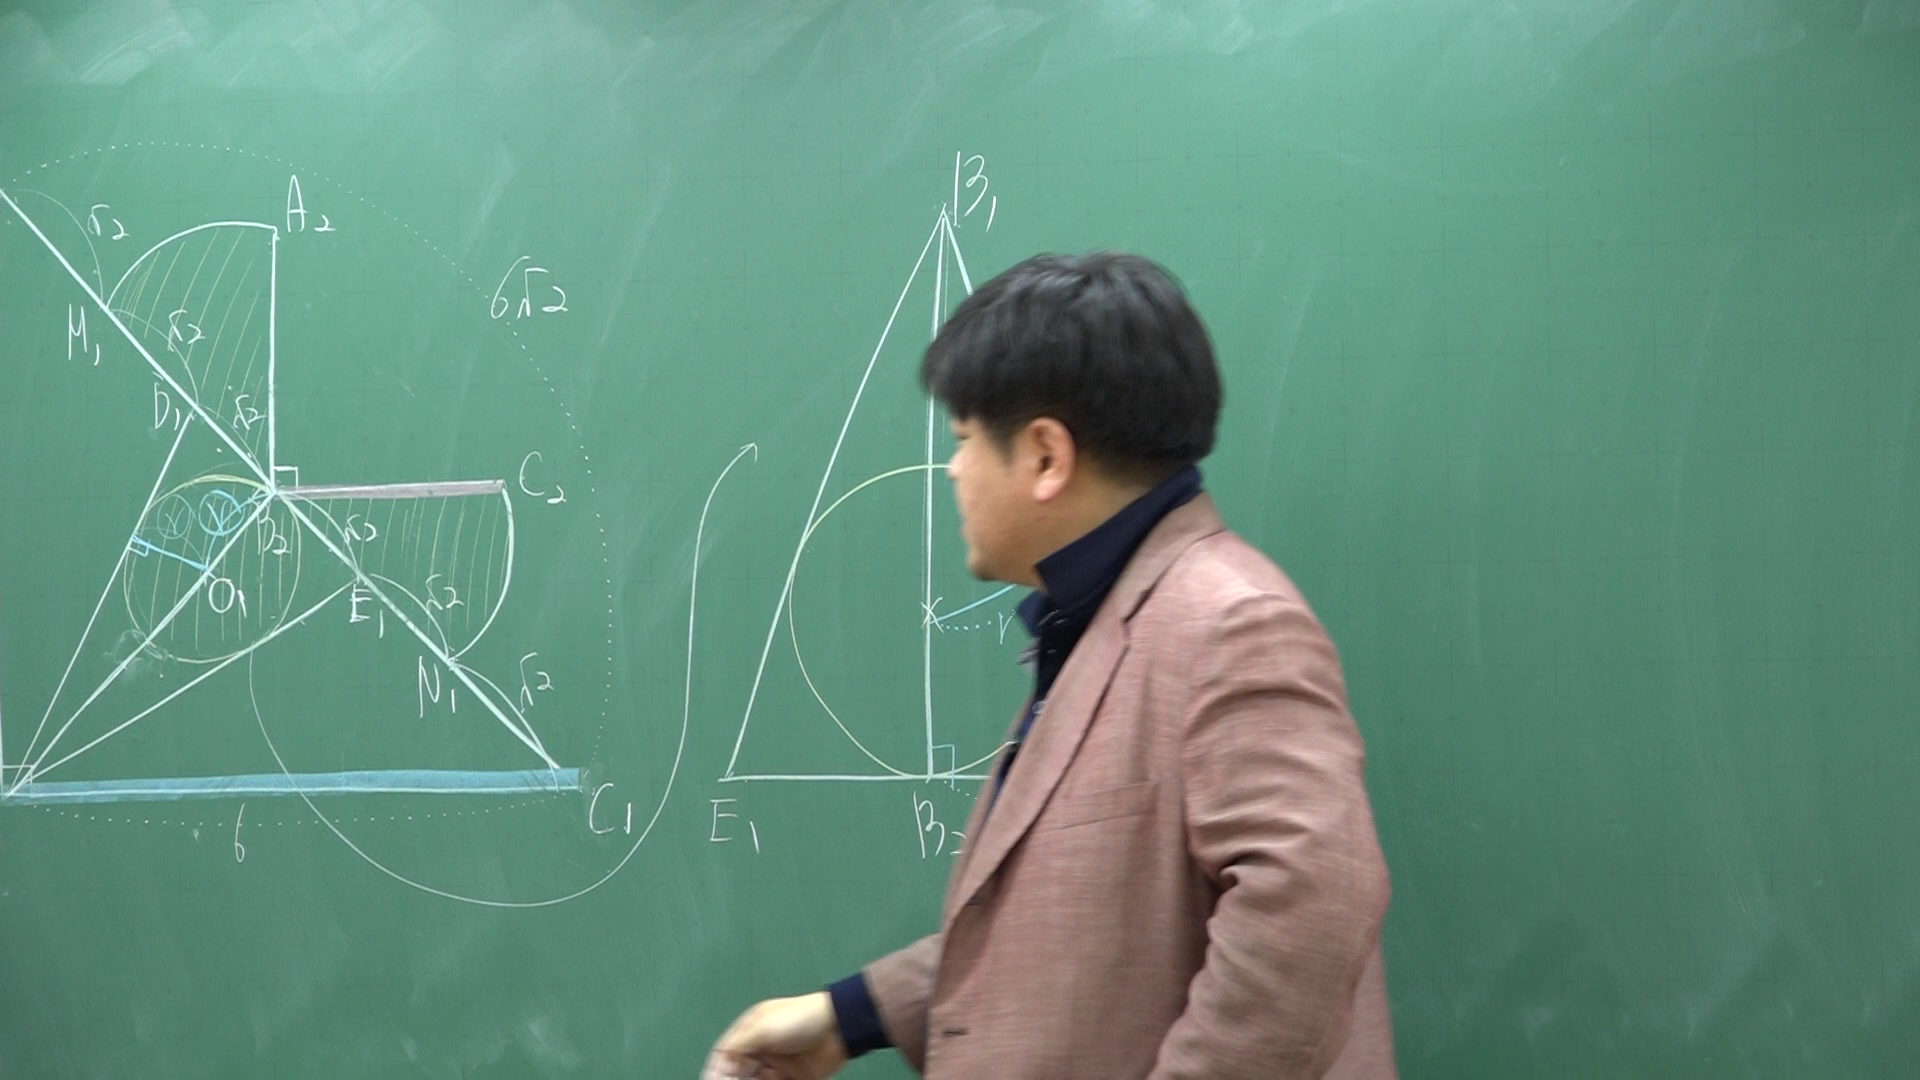 √2
A₂
6√2
M₁
√2
D₁
√2
C₂
B₂
√2
O₁
E₁
√2
N₁
√2
C₁
6
B₁
r
E₁
B₂